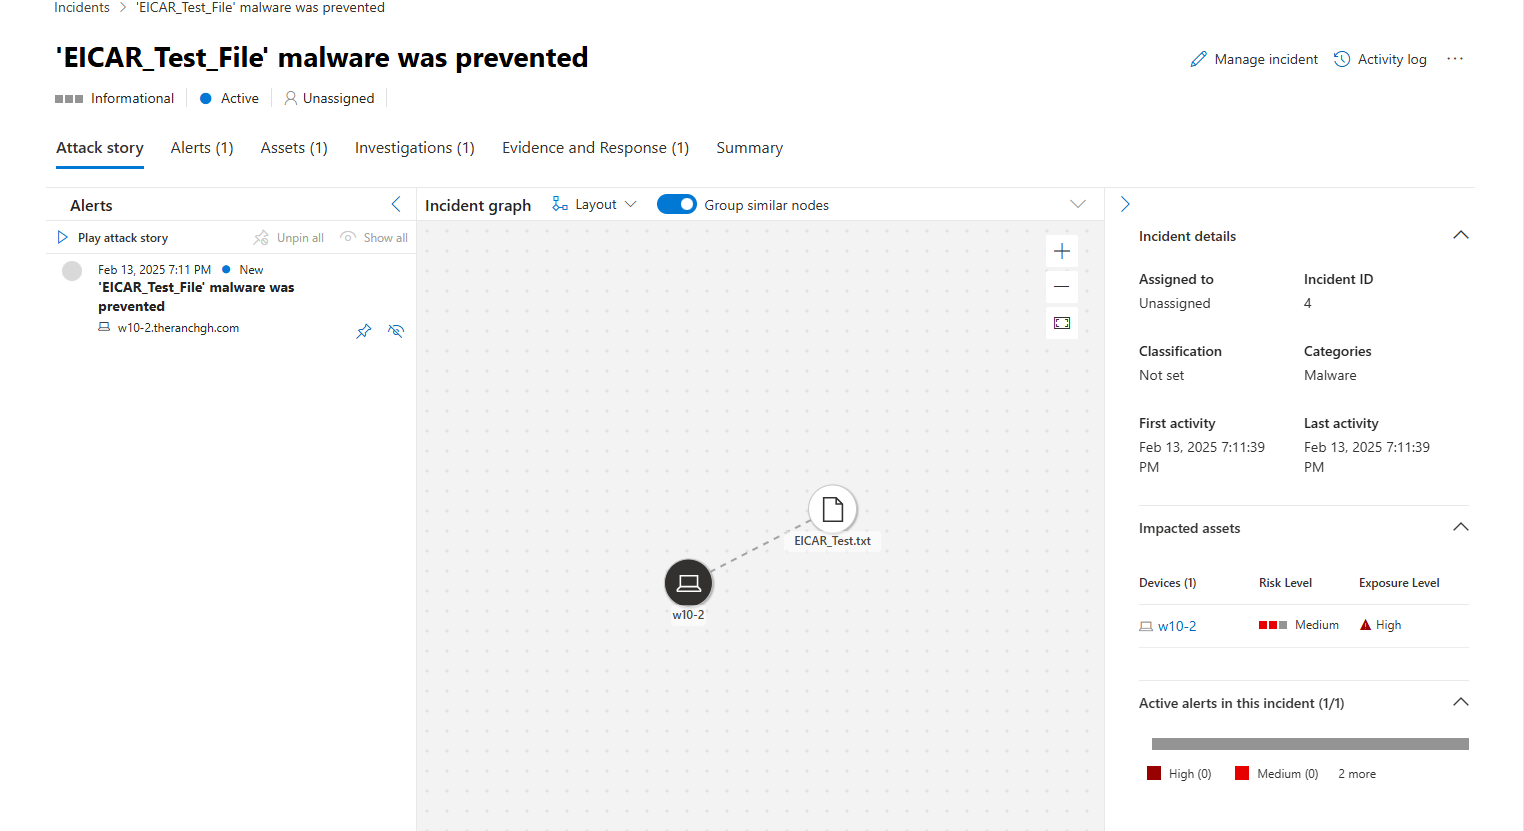 Incidents > 'EICAR_Test_File' malware was prevented
'EICAR_Test_File' malware was prevented
Manage incident
Activity log
Informational
Active
Unassigned
Attack story
Alerts (1)
Assets (1)
Investigations (1)
Evidence and Response (1)
Summary
Alerts
Play attack story
Unpin all
Show all
Feb 13, 2025 7:11 PM
New
'EICAR_Test_File' malware was
prevented
w10-2.theranchgh.com
Incident graph
Layout
Group similar nodes
EICAR_Test.txt
w10-2
Incident details
Assigned to
Incident ID
Unassigned
4
Classification
Categories
Not set
Malware
First activity
Last activity
Feb 13, 2025 7:11:39
PM
Feb 13, 2025 7:11:39
PM
Impacted assets
Devices (1)
Risk Level
Exposure Level
w10-2
Medium
High
Active alerts in this incident (1/1)
High (0)
Medium (0)
2 more